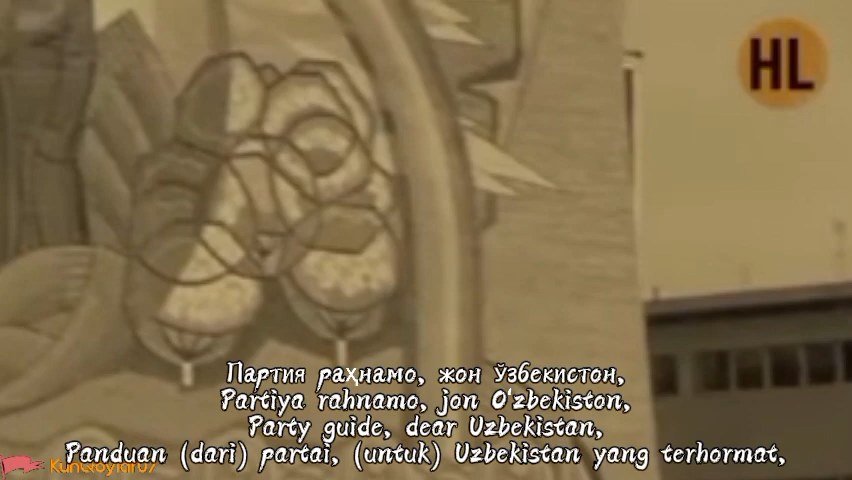 HL
Партия раҳнамо, жон ўзбекистон,
Partiya rahnamo, jon Oʻzbekiston,
Party guide, dear Uzbekistan,
Panduan (dari) partai, (untuk) Uzbekistan yang terhormat,